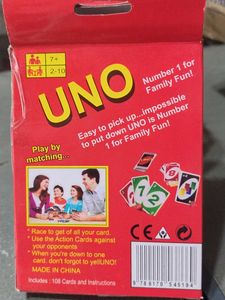 7+
2-10
UNO
Number 1 for
Family Fun!
Easy to pick up...impossible
to put down UNO is Number
1 for Family Fun!
Play by
matching...
* Race to get of all your card.
* Use the Action Cards against
your opponents
* When you're down to one
card, don't forget to yellUNO!
MADE IN CHINA
Includes : 108 Cards and Instructions
CE